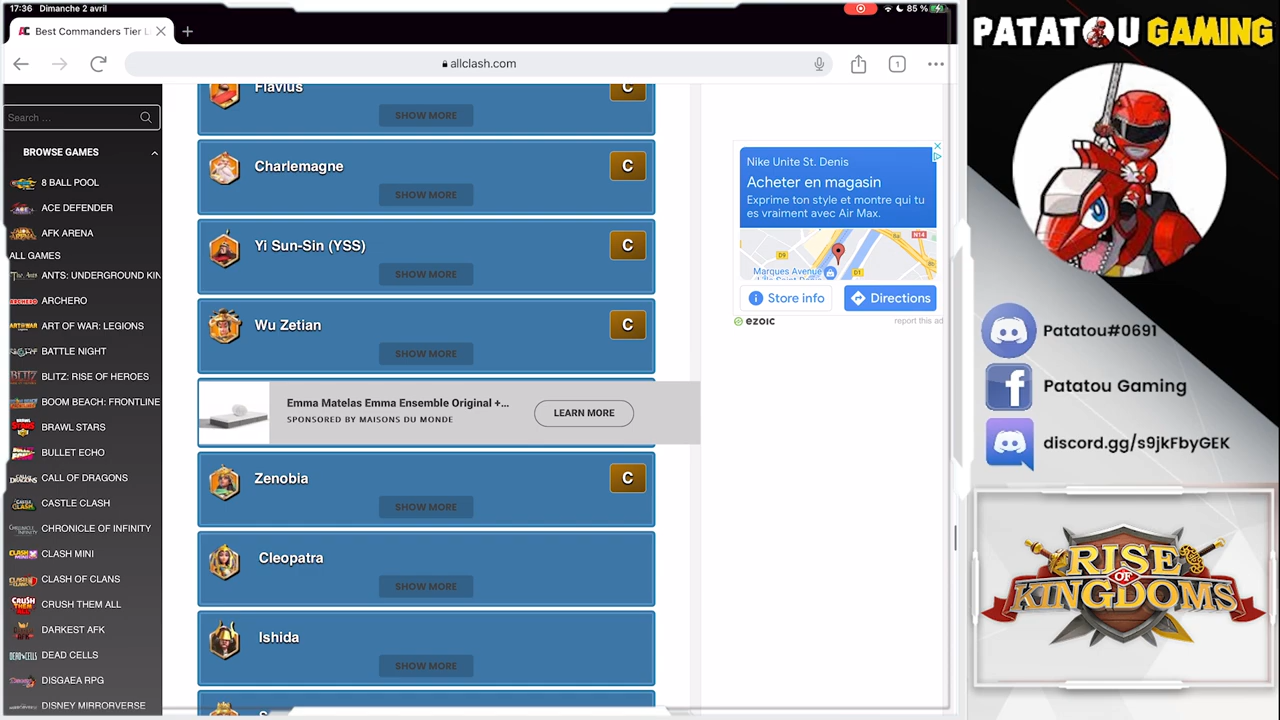 17:36 Dimanche 2 avril
85 %
Best Commanders Tier L
allclash.com
Search ...
BROWSE GAMES
8 BALL POOL
ACE DEFENDER
AFK ARENA
ALL GAMES
ANTS: UNDERGROUND KIN
ARCHERO
ART OF WAR: LEGIONS
BATTLE NIGHT
BLITZ: RISE OF HEROES
BOOM BEACH: FRONTLINE
BRAWL STARS
BULLET ECHO
CALL OF DRAGONS
CASTLE CLASH
CHRONICLE OF INFINITY
CLASH MINI
CLASH OF CLANS
CRUSH THEM ALL
DARKEST AFK
DEAD CELLS
DISGAEA RPG
DISNEY MIRRORVERSE
Flavius C
SHOW MORE
Charlemagne C
SHOW MORE
Yi Sun-Sin (YSS) C
SHOW MORE
Wu Zetian C
SHOW MORE
Emma Matelas Emma Ensemble Original +...
SPONSORED BY MAISONS DU MONDE
LEARN MORE
Zenobia C
SHOW MORE
Cleopatra
SHOW MORE
Ishida
SHOW MORE
Nike Unite St. Denis
Acheter en magasin
Exprime ton style et montre qui tu
es vraiment avec Air Max.
N14
D9
D1
Marques Avenue
Store info
Directions
ezoic
report this ad
PATATOU GAMING
Patatou#0691
Patatou Gaming
discord.gg/s9jkFbyGEK
RISE
OF
KINGDOMS